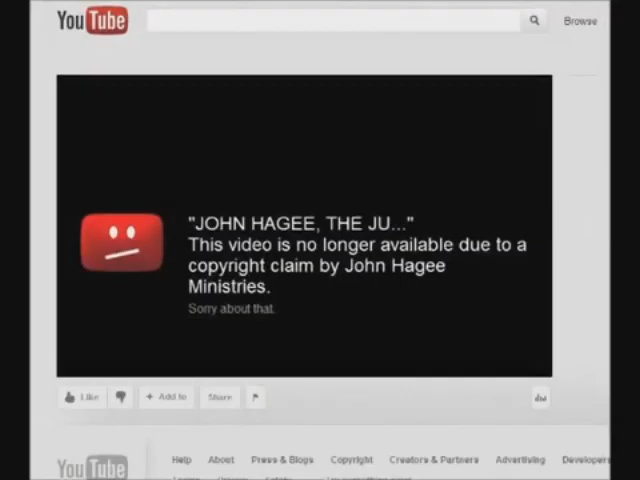 YouTube
Browse
"JOHN HAGEE, THE JU..."
This video is no longer available due to a
copyright claim by John Hagee
Ministries.
Sorry about that.
Like
+ Add to
Share
YouTube
Help About Press & Blogs Copyright Creators & Partners Advertising Developers